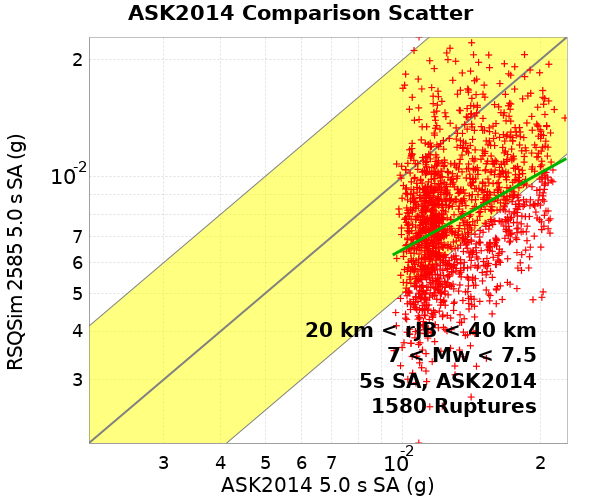 ASK2014 Comparison Scatter
RSQSim 2585 5.0 s SA (g)
2
10-2
7
6
5
4
3
20 km < rJB < 40 km
7 < Mw < 7.5
5s SA, ASK2014
1580 Ruptures
3 4 5 6 7 10-2 2
ASK2014 5.0 s SA (g)